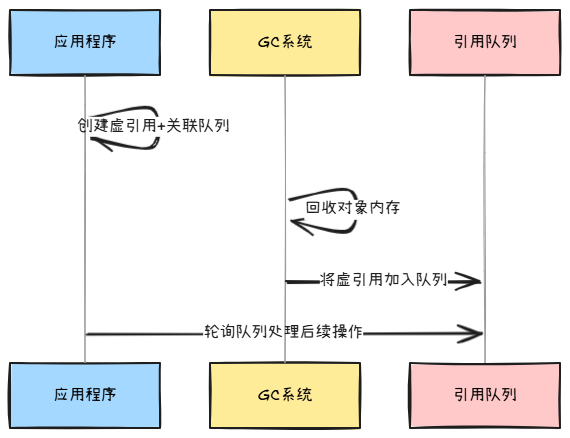 应用程序
GC系统
引用队列
创建虚引用+关联队列
回收对象内存
将虚引用加入队列
轮询队列处理后续操作
应用程序
GC系统
引用队列